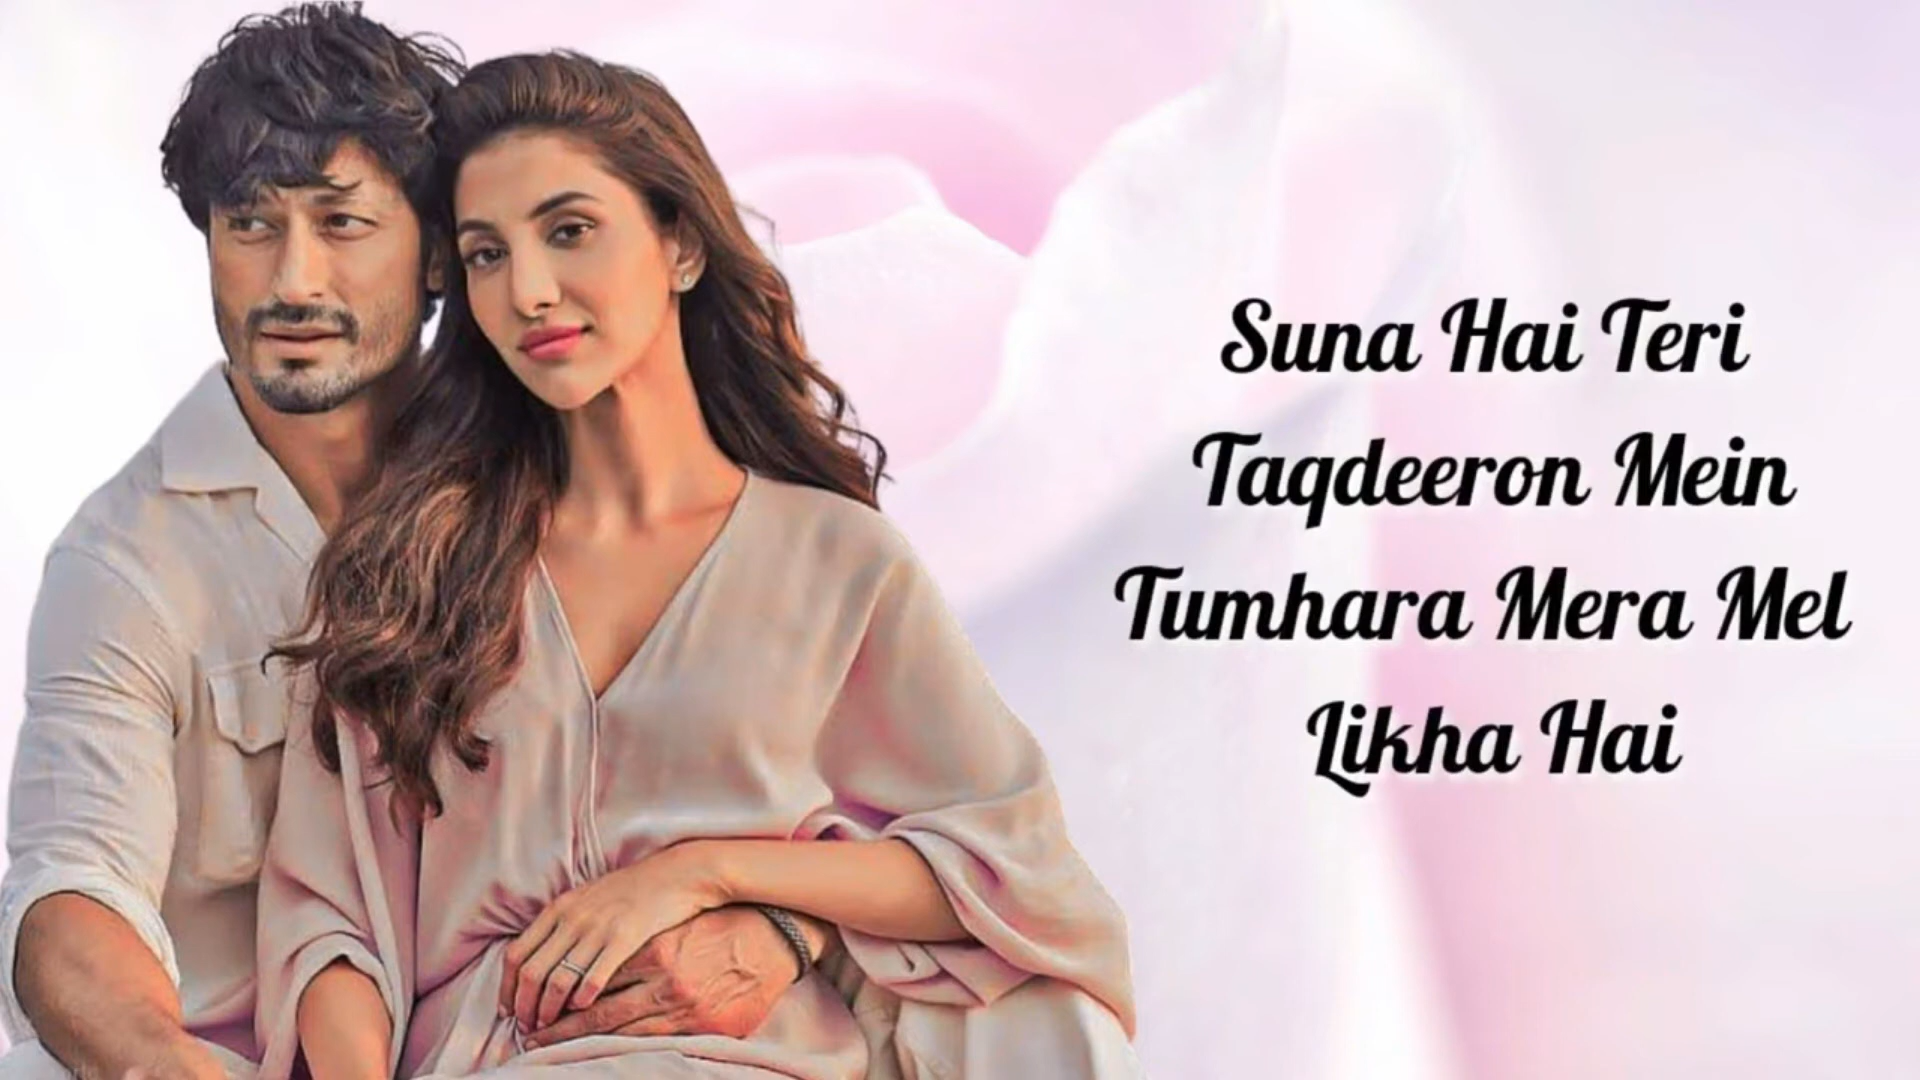 Suna Hai Teri
Taqdeeron Mein
Tumhara Mera Mel
Likha Hai